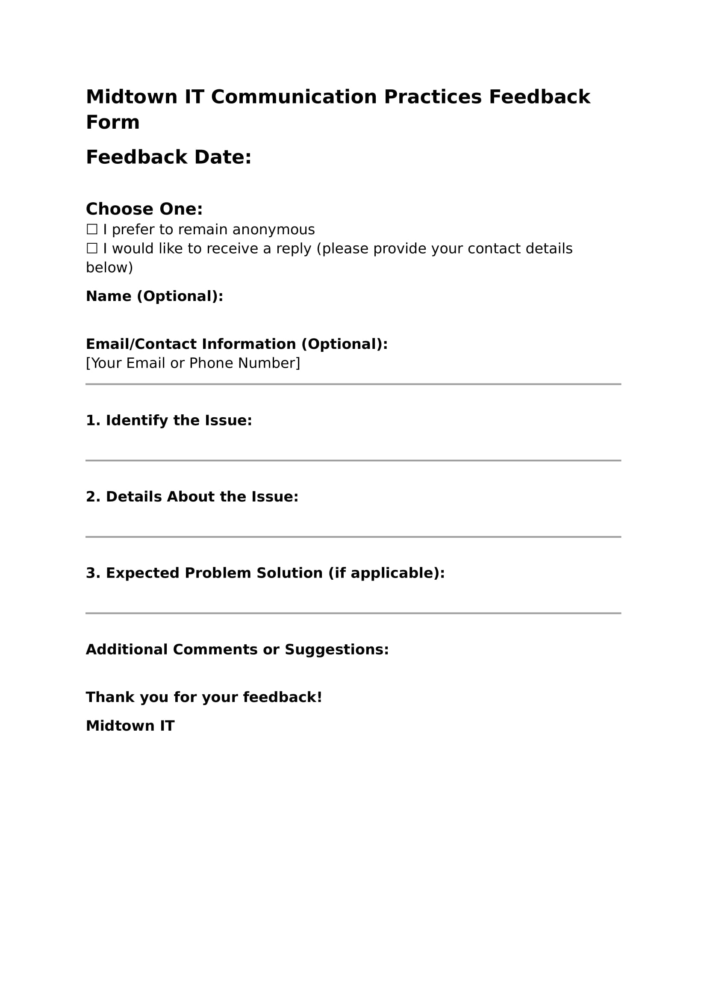 Midtown IT Communication Practices Feedback
Form
Feedback Date:
Choose One:
☐ I prefer to remain anonymous
☐ I would like to receive a reply (please provide your contact details
below)
Name (Optional):
Email/Contact Information (Optional):
[Your Email or Phone Number]
1. Identify the Issue:
2. Details About the Issue:
3. Expected Problem Solution (if applicable):
Additional Comments or Suggestions:
Thank you for your feedback!
Midtown IT